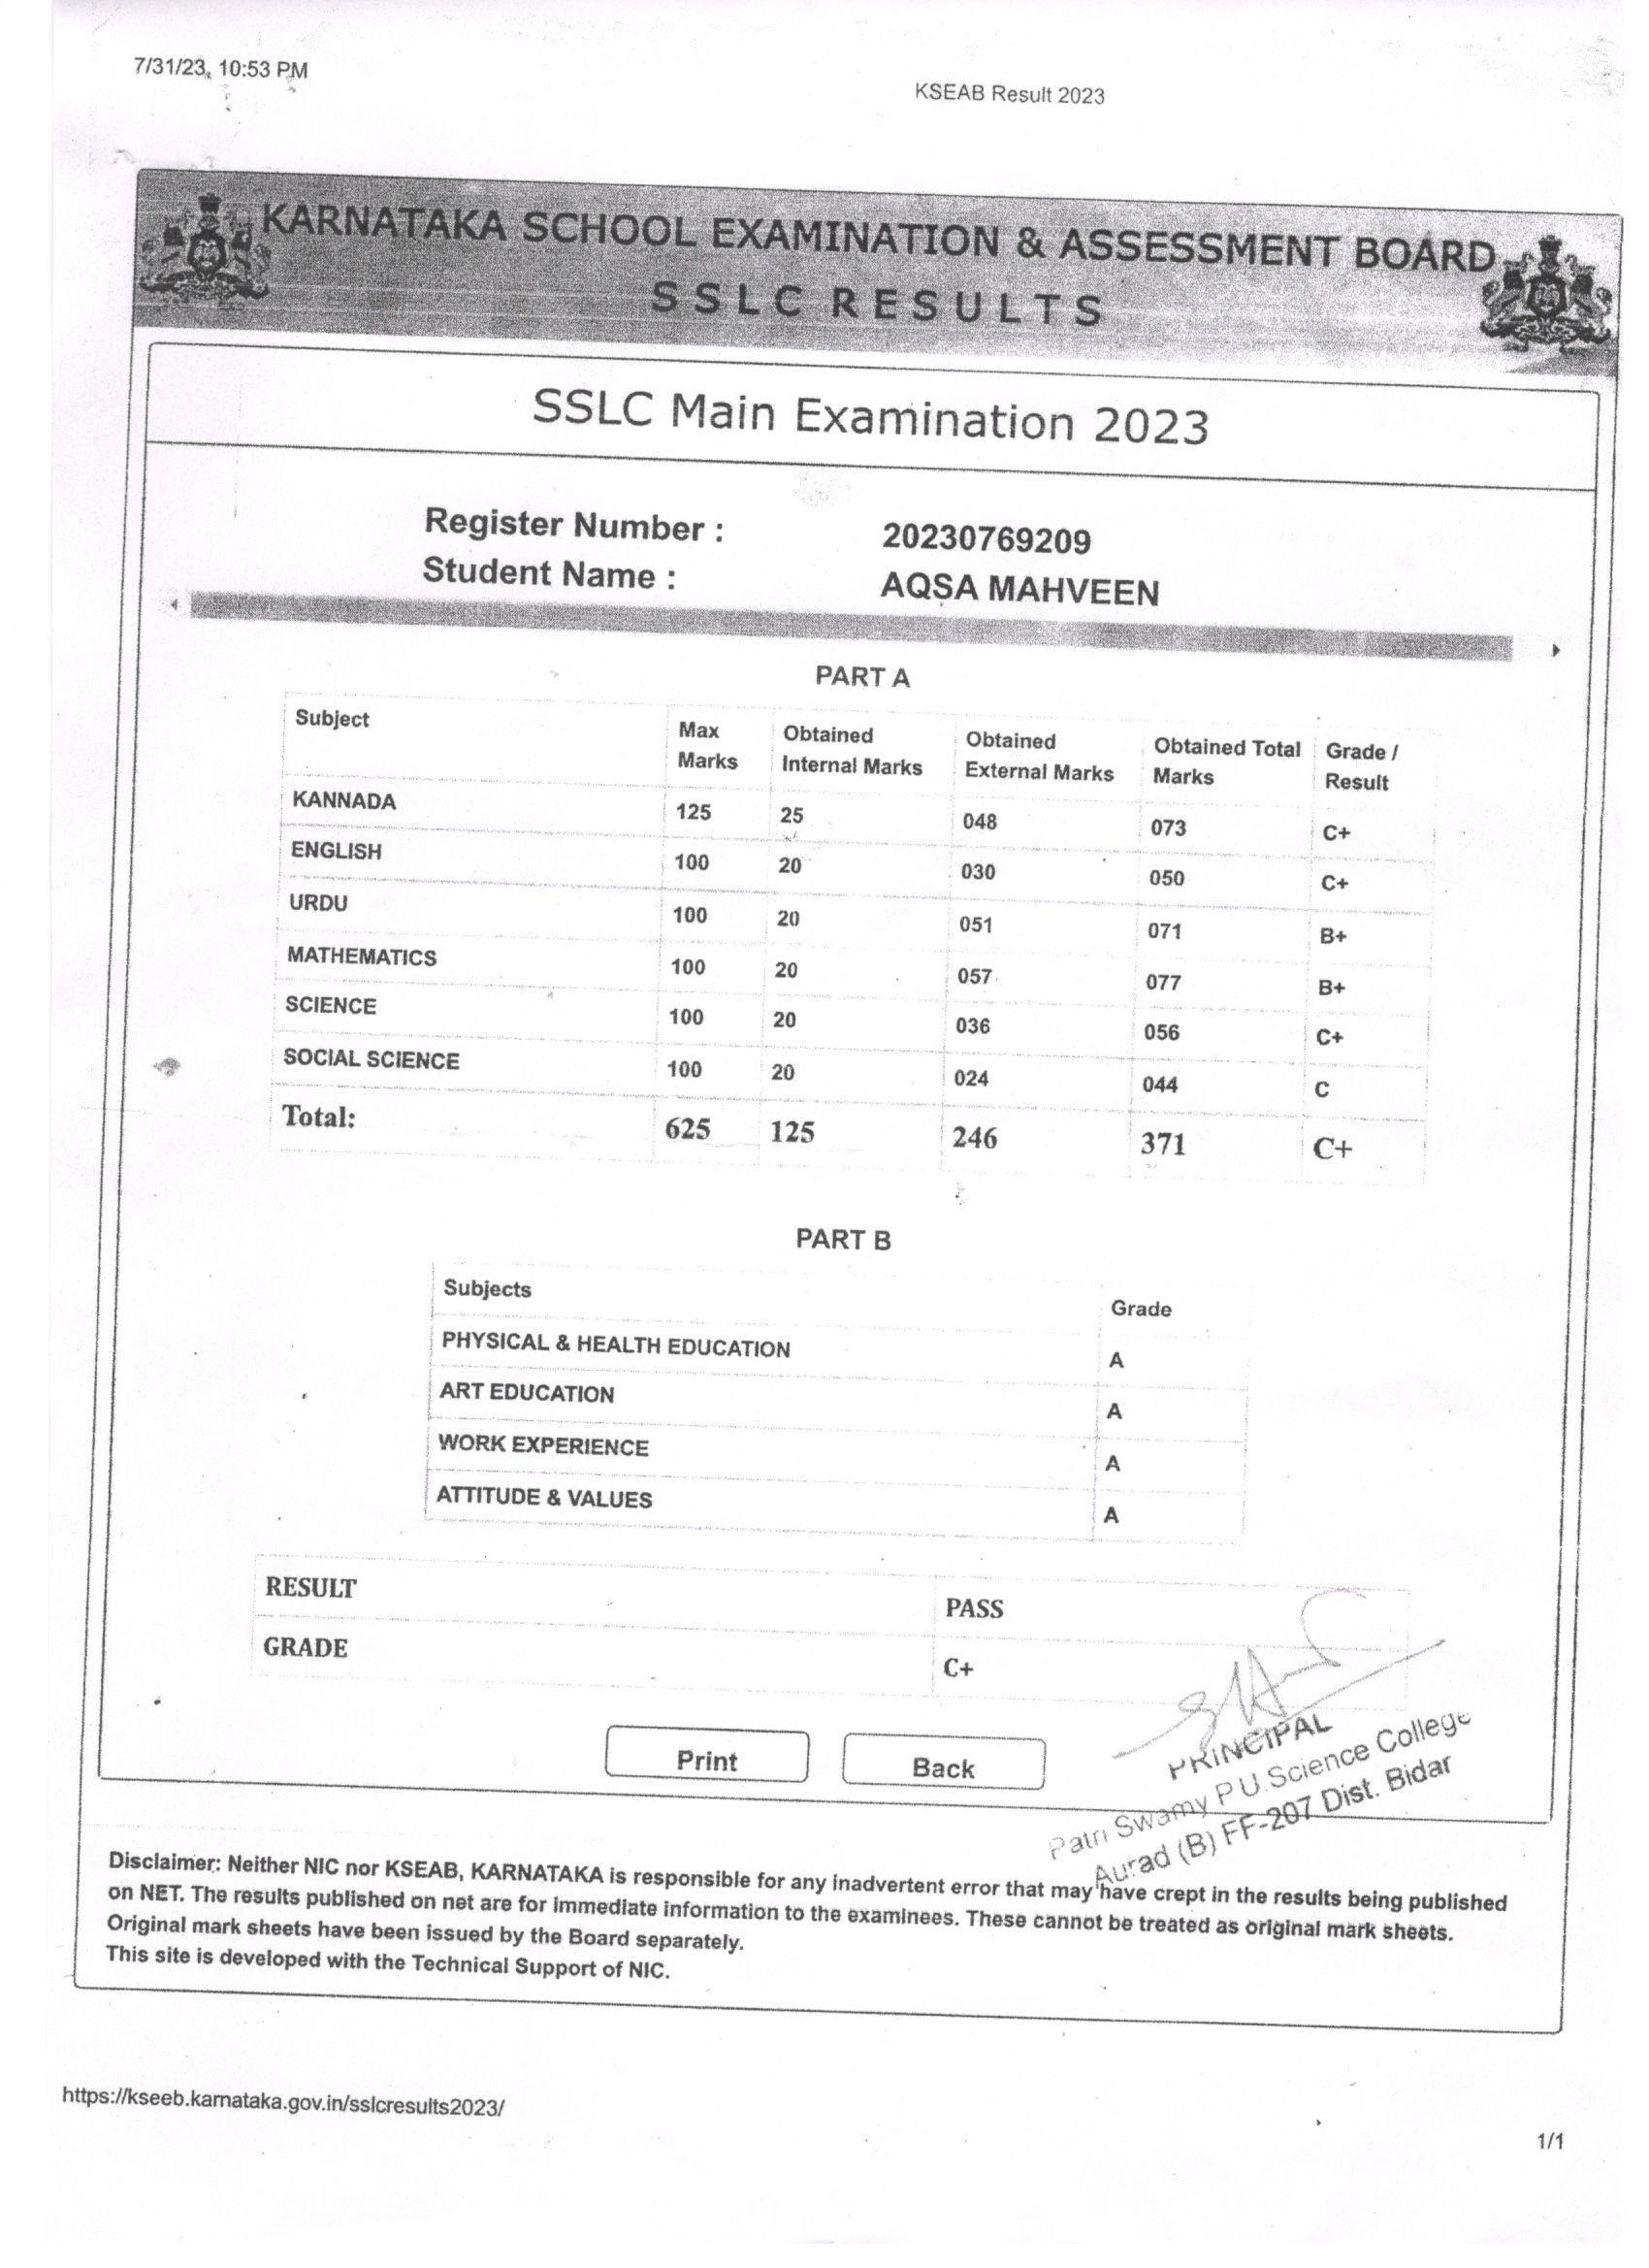 7/31/23, 10:53 PM
KSEAB Result 2023
KARNATAKA SCHOOL EXAMINATION & ASSESSMENT BOARD
SSLC RESULTS
SSLC Main Examination 2023
Register Number : 20230769209
Student Name : AQSA MAHVEEN
PART A
Subject Max Marks Obtained Internal Marks Obtained External Marks Obtained Total Marks Grade / Result
KANNADA 125 25 048 073 C+
ENGLISH 100 20 030 050 C+
URDU 100 20 051 071 B+
MATHEMATICS 100 20 057 077 B+
SCIENCE 100 20 036 056 C+
SOCIAL SCIENCE 100 20 024 044 C
Total: 625 125 246 371 C+
PART B
Subjects Grade
PHYSICAL & HEALTH EDUCATION A
ART EDUCATION A
WORK EXPERIENCE A
ATTITUDE & VALUES A
RESULT PASS
GRADE C+
Print Back
PRINCIPAL
Patri Swamy P.U.Science College
Aurad (B) FF-207 Dist. Bidar
Disclaimer: Neither NIC nor KSEAB, KARNATAKA is responsible for any inadvertent error that may have crept in the results being published
on NET. The results published on net are for immediate information to the examinees. These cannot be treated as original mark sheets.
Original mark sheets have been issued by the Board separately.
This site is developed with the Technical Support of NIC.
https://kseeb.karnataka.gov.in/sslcresults2023/
1/1